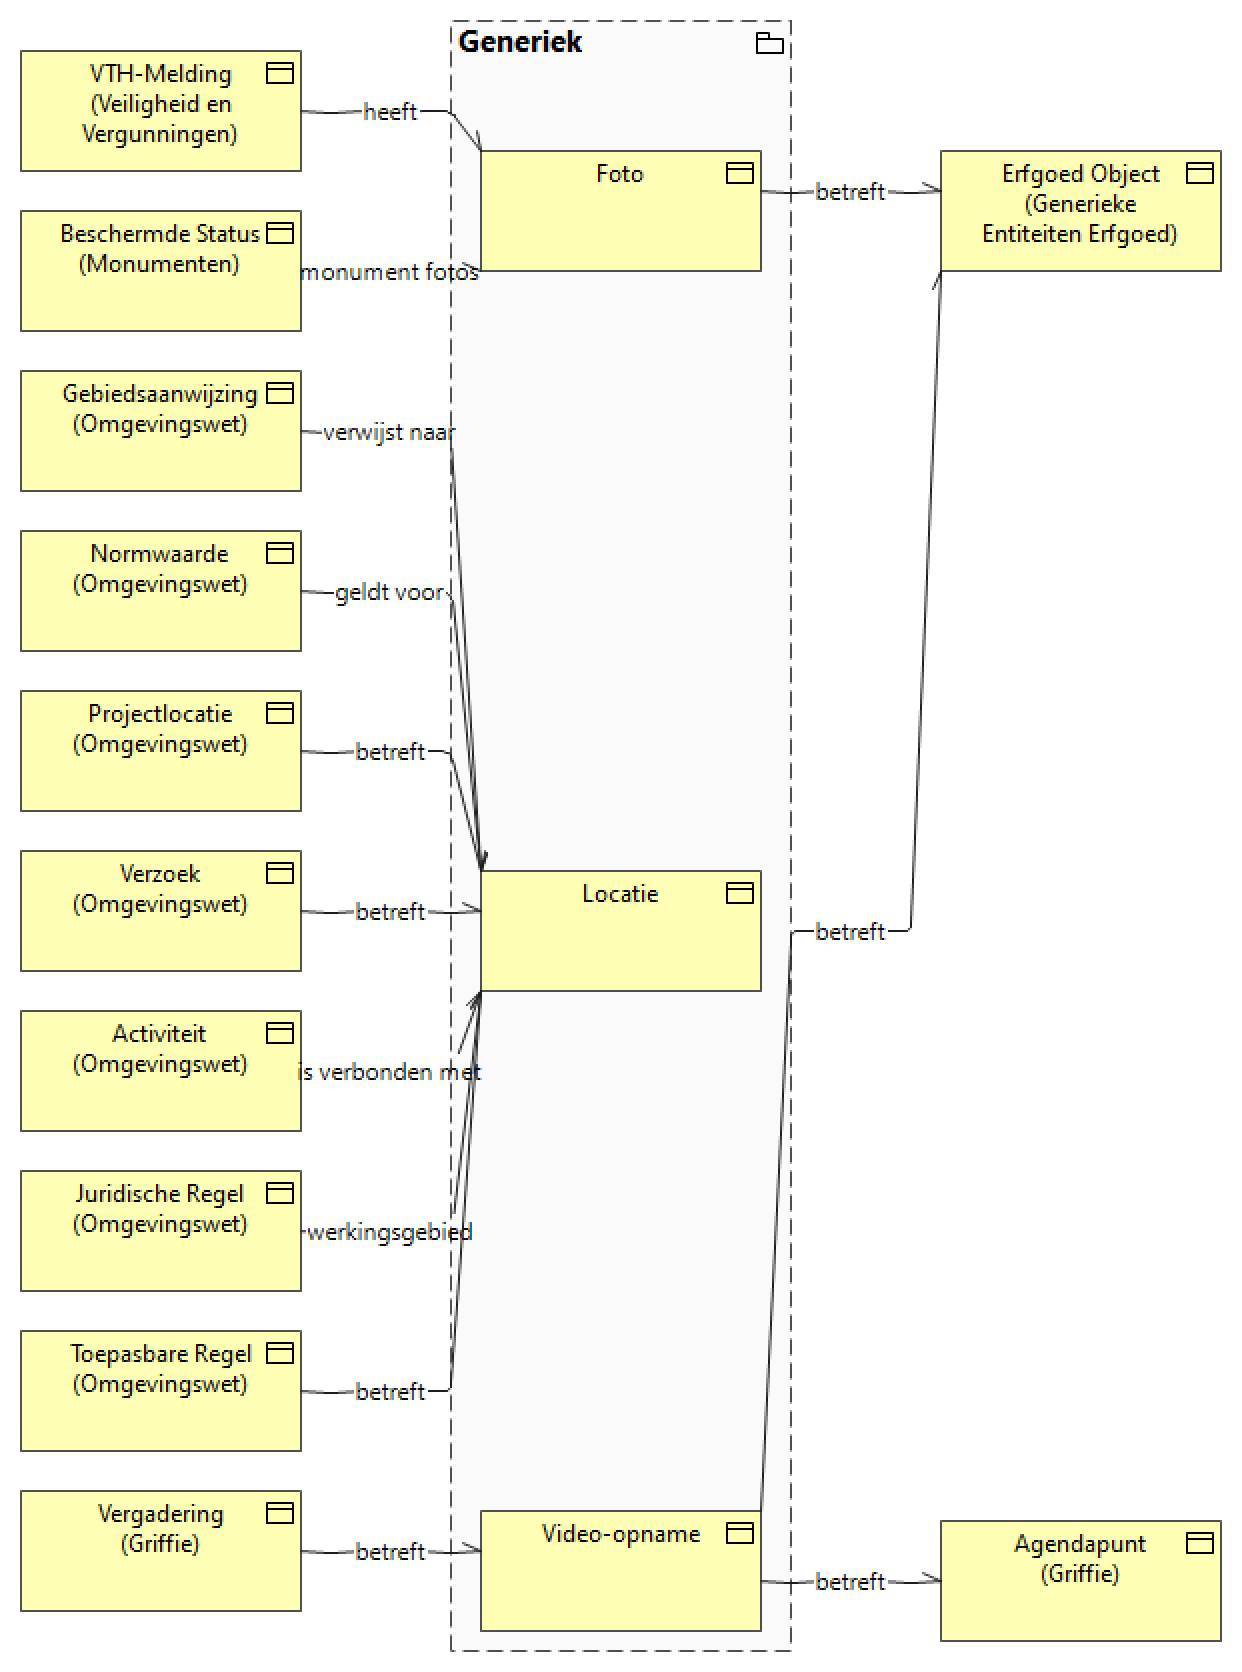 Generiek
VTH-Melding
(Veiligheid en
Vergunningen)
heeft
Foto
betreft
Erfgoed Object
(Generieke
Entiteiten Erfgoed)
Beschermde Status
(Monumenten)
monument fotos
Gebiedsaanwijzing
(Omgevingswet)
verwijst naar
Normwaarde
(Omgevingswet)
geldt voor
Projectlocatie
(Omgevingswet)
betreft
Verzoek
(Omgevingswet)
betreft
Locatie
betreft
Activiteit
(Omgevingswet)
is verbonden met
Juridische Regel
(Omgevingswet)
werkingsgebied
Toepasbare Regel
(Omgevingswet)
betreft
Vergadering
(Griffie)
betreft
Video-opname
betreft
Agendapunt
(Griffie)